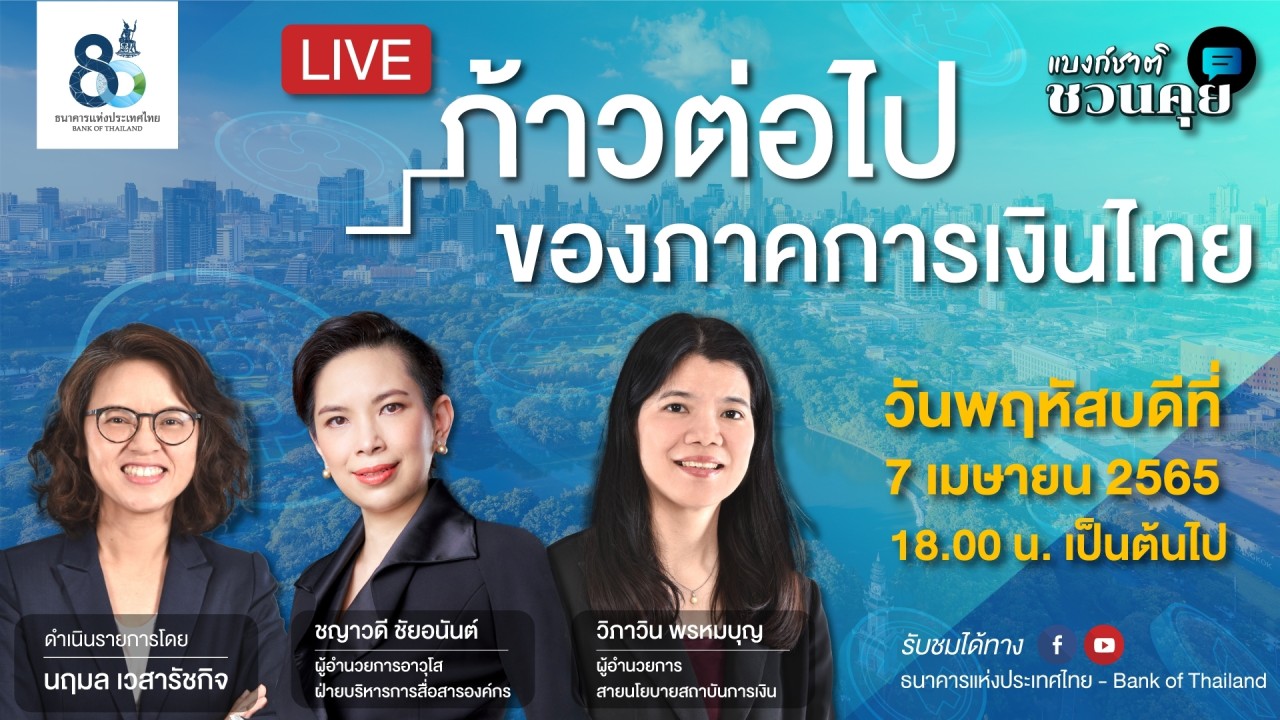 80
ธนาคารแห่งประเทศไทย
BANK OF THAILAND
LIVE
แบงก์ชาติ
ชวนคุย
ก้าวต่อไป
ของภาคการเงินไทย
วันพฤหัสบดีที่
7 เมษายน 2565
18.00 น. เป็นต้นไป
ดำเนินรายการโดย
นฤมล เวสารัชกิจ
ชญาวดี ชัยอนันต์
ผู้อำนวยการอาวุโส
ฝ่ายบริหารการสื่อสารองค์กร
วิภาวิน พรหมบุญ
ผู้อำนวยการ
สายนโยบายสถาบันการเงิน
รับชมได้ทาง
ธนาคารแห่งประเทศไทย - Bank of Thailand